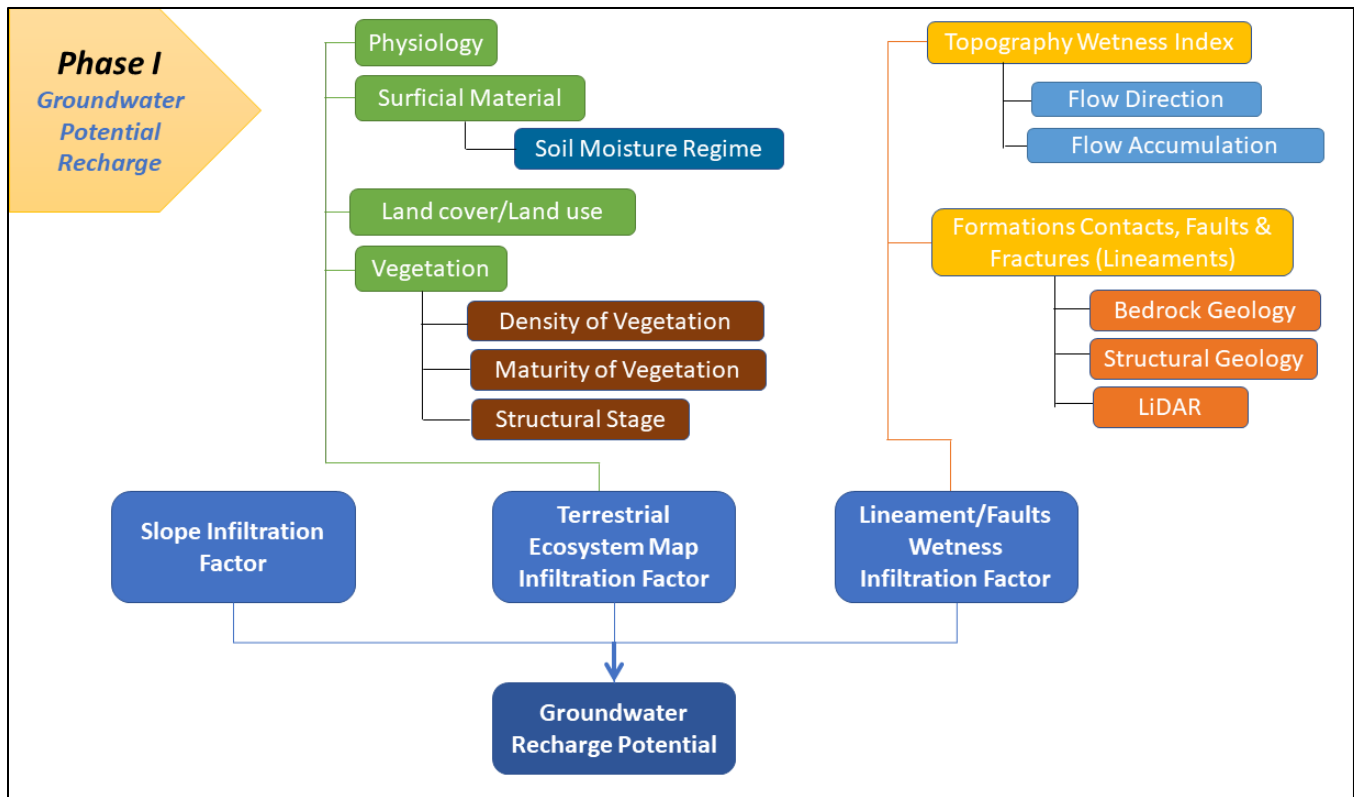 Phase I
Groundwater
Potential
Recharge
Physiology
Surficial Material
Soil Moisture Regime
Land cover/Land use
Vegetation
Density of Vegetation
Maturity of Vegetation
Structural Stage
Topography Wetness Index
Flow Direction
Flow Accumulation
Formations Contacts, Faults &
Fractures (Lineaments)
Bedrock Geology
Structural Geology
LiDAR
Slope Infiltration
Factor
Terrestrial
Ecosystem Map
Infiltration Factor
Lineament/Faults
Wetness
Infiltration Factor
Groundwater
Recharge Potential